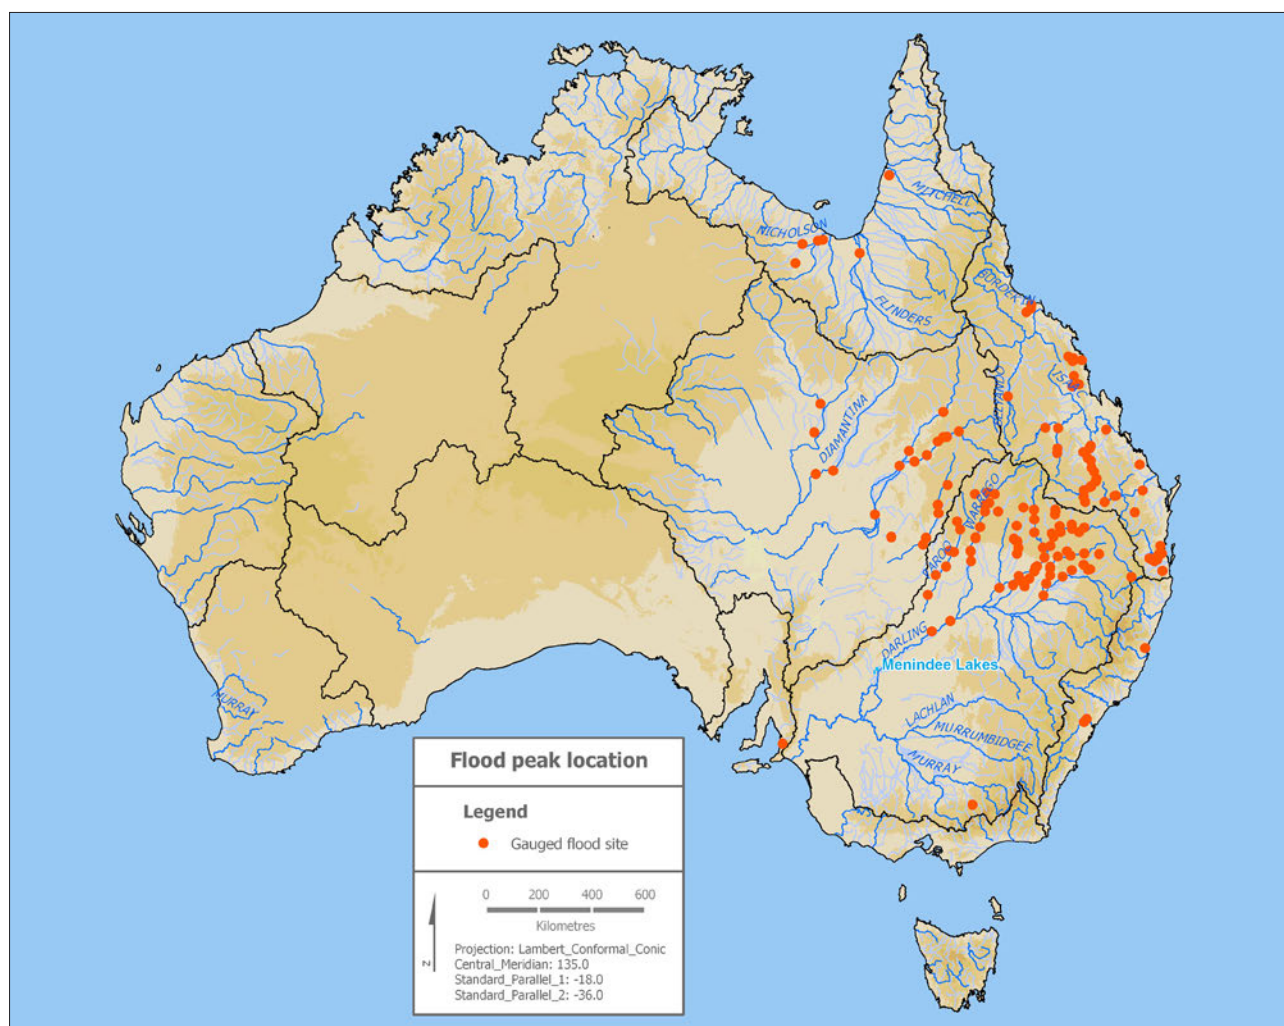 MITCHELL
NICHOLSON
BURDEKIN
FLINDERS
ISAAC
BELYANDO
DIAMANTINA
WARREGO
PAROO
DARLING
Menindee Lakes
LACHLAN
MURRUMBIDGEE
MURRAY
MURRAY
Flood peak location
Legend
Gauged flood site
0 200 400 600
Kilometres
N
Projection: Lambert_Conformal_Conic
Central_Meridian: 135.0
Standard_Parallel_1: -18.0
Standard_Parallel_2: -36.0